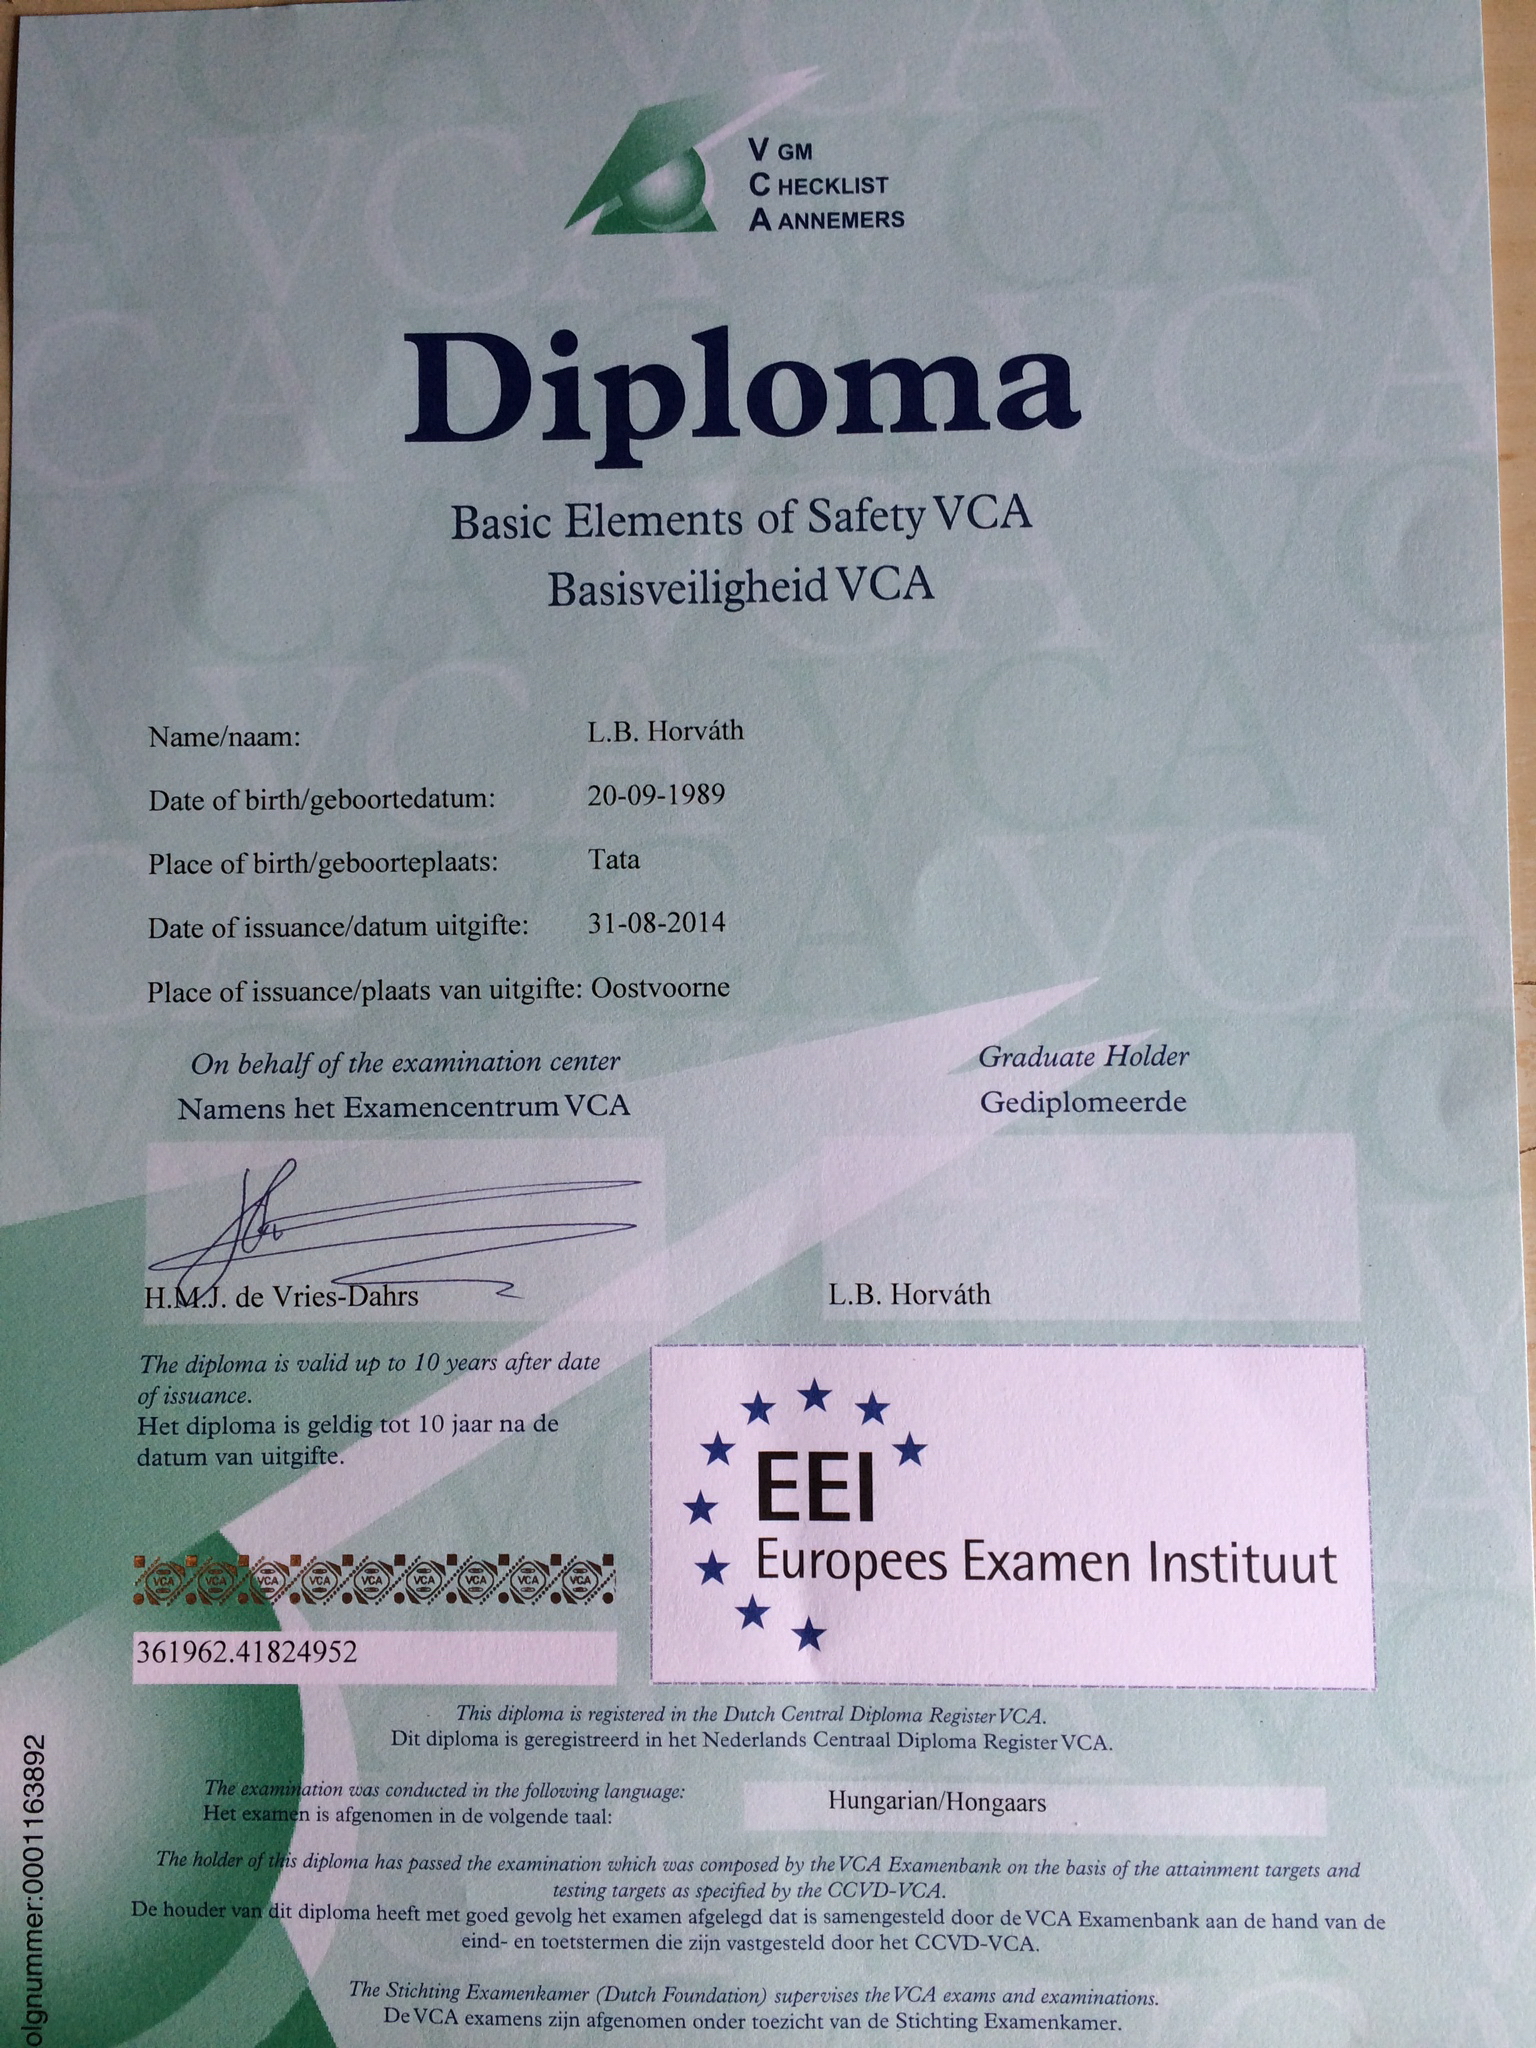 V GM
C HECKLIST
A ANNEMERS
Diploma
Basic Elements of Safety VCA
Basisveiligheid VCA
Name/naam: L.B. Horváth
Date of birth/geboortedatum: 20-09-1989
Place of birth/geboorteplaats: Tata
Date of issuance/datum uitgifte: 31-08-2014
Place of issuance/plaats van uitgifte: Oostvoorne
On behalf of the examination center
Namens het Examencentrum VCA
Graduate Holder
Gediplomeerde
H.M.J. de Vries-Dahrs
L.B. Horváth
The diploma is valid up to 10 years after date
of issuance.
Het diploma is geldig tot 10 jaar na de
datum van uitgifte.
EEI
Europees Examen Instituut
VCA VCA VCA VCA VCA VCA VCA VCA VCA
361962.41824952
This diploma is registered in the Dutch Central Diploma Register VCA.
Dit diploma is geregistreerd in het Nederlands Centraal Diploma Register VCA.
The examination was conducted in the following language:
Het examen is afgenomen in de volgende taal:
Hungarian/Hongaars
The holder of this diploma has passed the examination which was composed by the VCA Examenbank on the basis of the attainment targets and
testing targets as specified by the CCVD-VCA.
De houder van dit diploma heeft met goed gevolg het examen afgelegd dat is samengesteld door de VCA Examenbank aan de hand van de
eind- en toetstermen die zijn vastgesteld door het CCVD-VCA.
The Stichting Examenkamer (Dutch Foundation) supervises the VCA exams and examinations.
De VCA examens zijn afgenomen onder toezicht van de Stichting Examenkamer.
olgnummer:0001163892